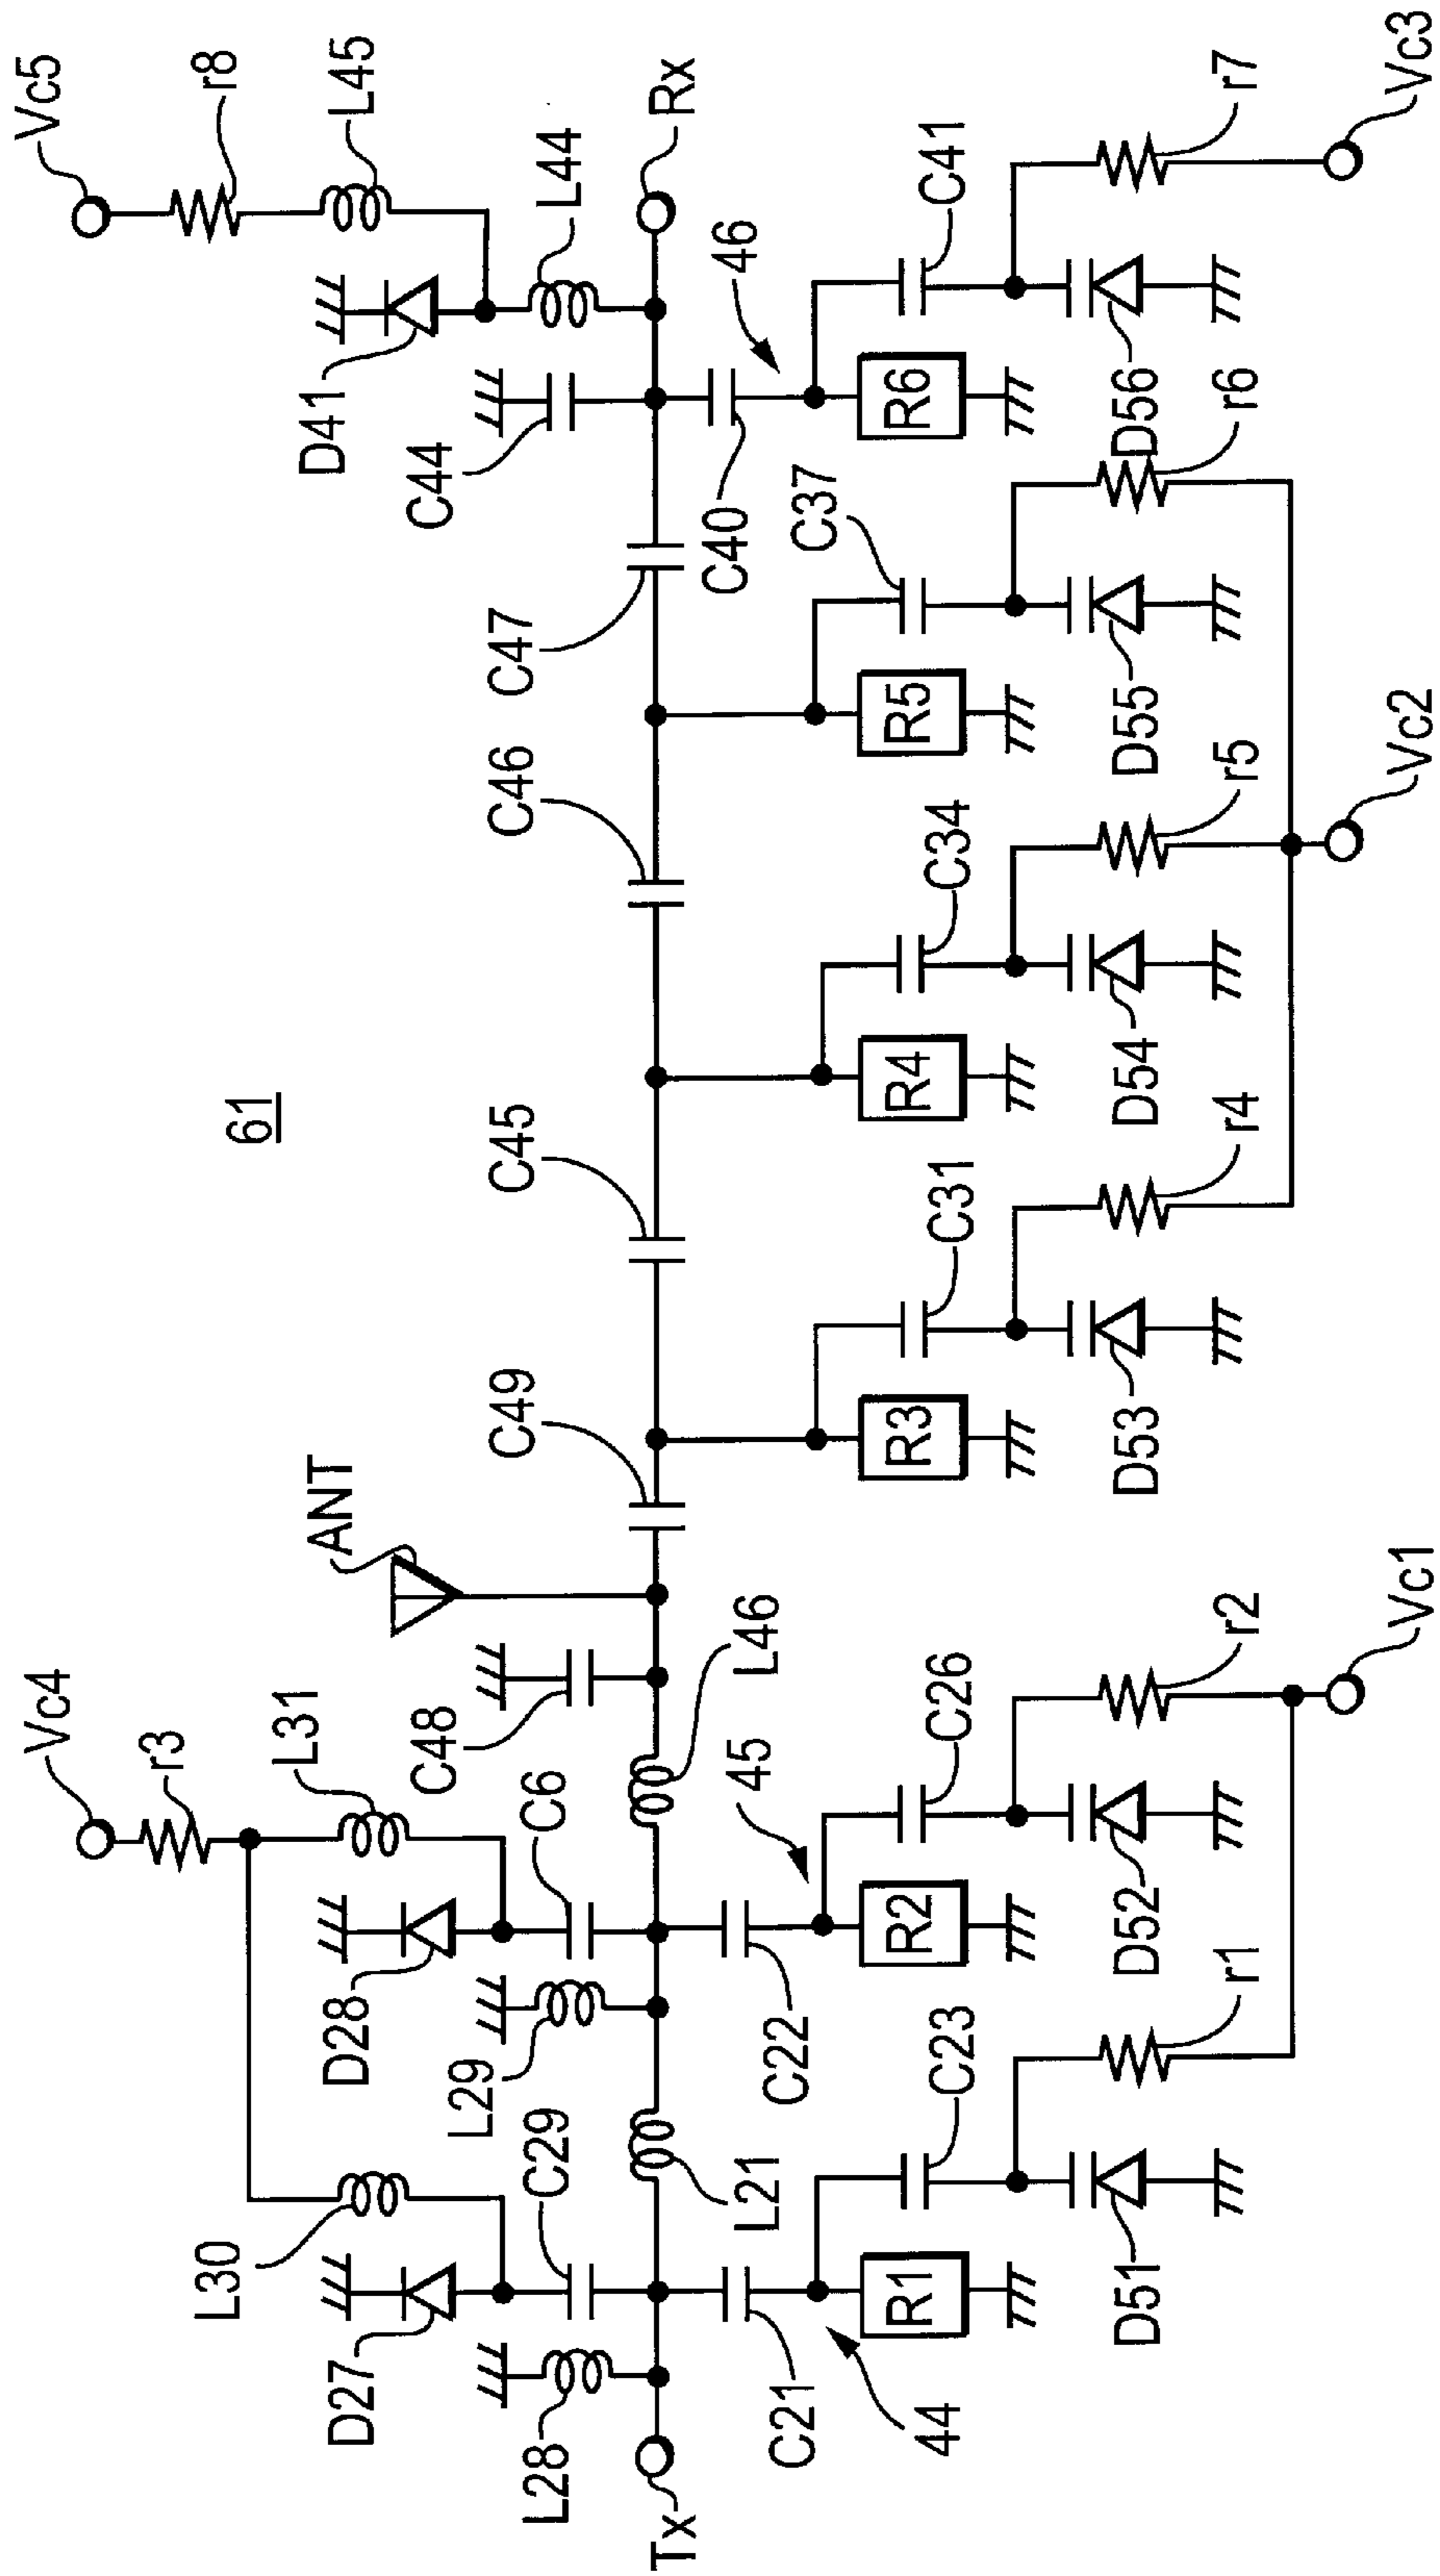 Vc5
r8
L45
Vc4
r3
L31
L30
61
D41
L44
ANT
D28
D27
C44
C47
C46
C45
C49
C48
C6
L29
C29
L28
Rx
Tx
46
C40
L46
45
L21
C22
C21
44
C41
C37
C34
C31
C26
C23
R6
R5
R4
R3
R2
R1
r7
D56
r6
D55
r5
D54
r4
D53
r2
D52
r1
D51
Vc3
Vc2
Vc1